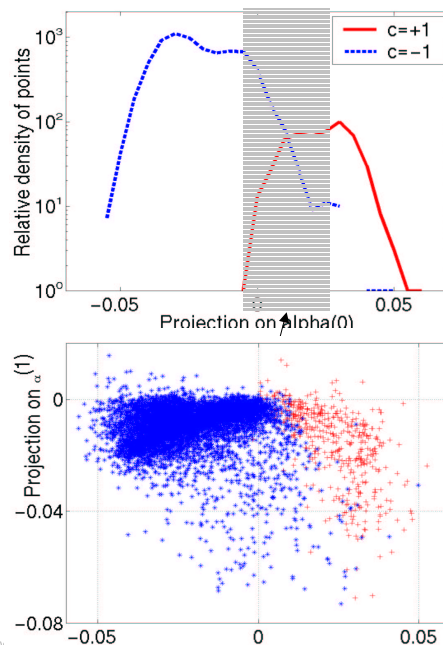 Relative density of points
10³
10²
10¹
10⁰
c=+1
c=−1
−0.05
0
0.05
Projection on alpha(0)
Projection on α(1)
0
−0.04
−0.08
−0.05
0
0.05